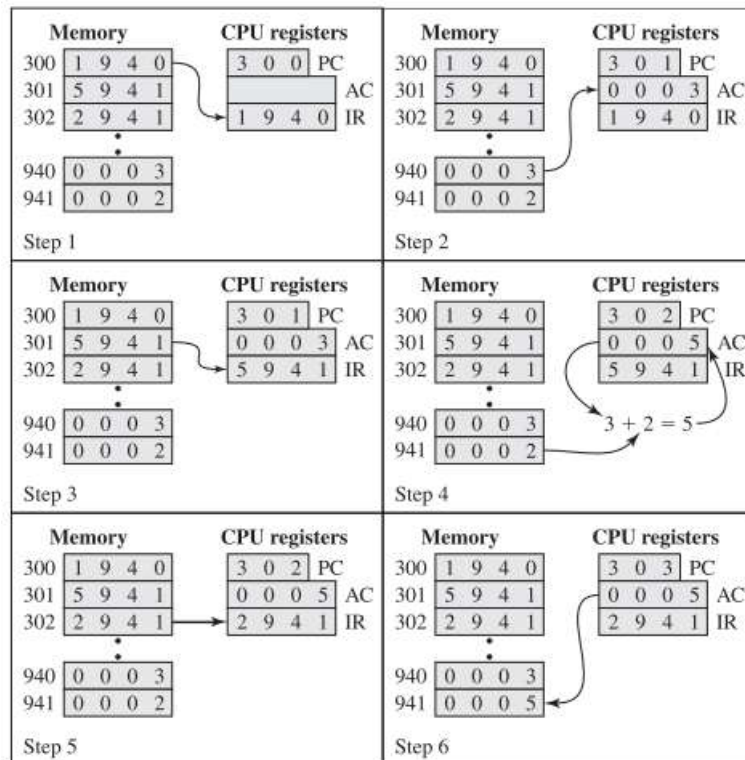 Memory CPU registers
300 1 9 4 0 3 0 0 PC
301 5 9 4 1 AC
302 2 9 4 1 1 9 4 0 IR
940 0 0 0 3
941 0 0 0 2
Step 1
Memory CPU registers
300 1 9 4 0 3 0 1 PC
301 5 9 4 1 0 0 0 3 AC
302 2 9 4 1 1 9 4 0 IR
940 0 0 0 3
941 0 0 0 2
Step 2
Memory CPU registers
300 1 9 4 0 3 0 1 PC
301 5 9 4 1 0 0 0 3 AC
302 2 9 4 1 5 9 4 1 IR
940 0 0 0 3
941 0 0 0 2
Step 3
Memory CPU registers
300 1 9 4 0 3 0 2 PC
301 5 9 4 1 0 0 0 5 AC
302 2 9 4 1 5 9 4 1 IR
940 0 0 0 3 3 + 2 = 5
941 0 0 0 2
Step 4
Memory CPU registers
300 1 9 4 0 3 0 2 PC
301 5 9 4 1 0 0 0 5 AC
302 2 9 4 1 2 9 4 1 IR
940 0 0 0 3
941 0 0 0 2
Step 5
Memory CPU registers
300 1 9 4 0 3 0 3 PC
301 5 9 4 1 0 0 0 5 AC
302 2 9 4 1 2 9 4 1 IR
940 0 0 0 3
941 0 0 0 5
Step 6